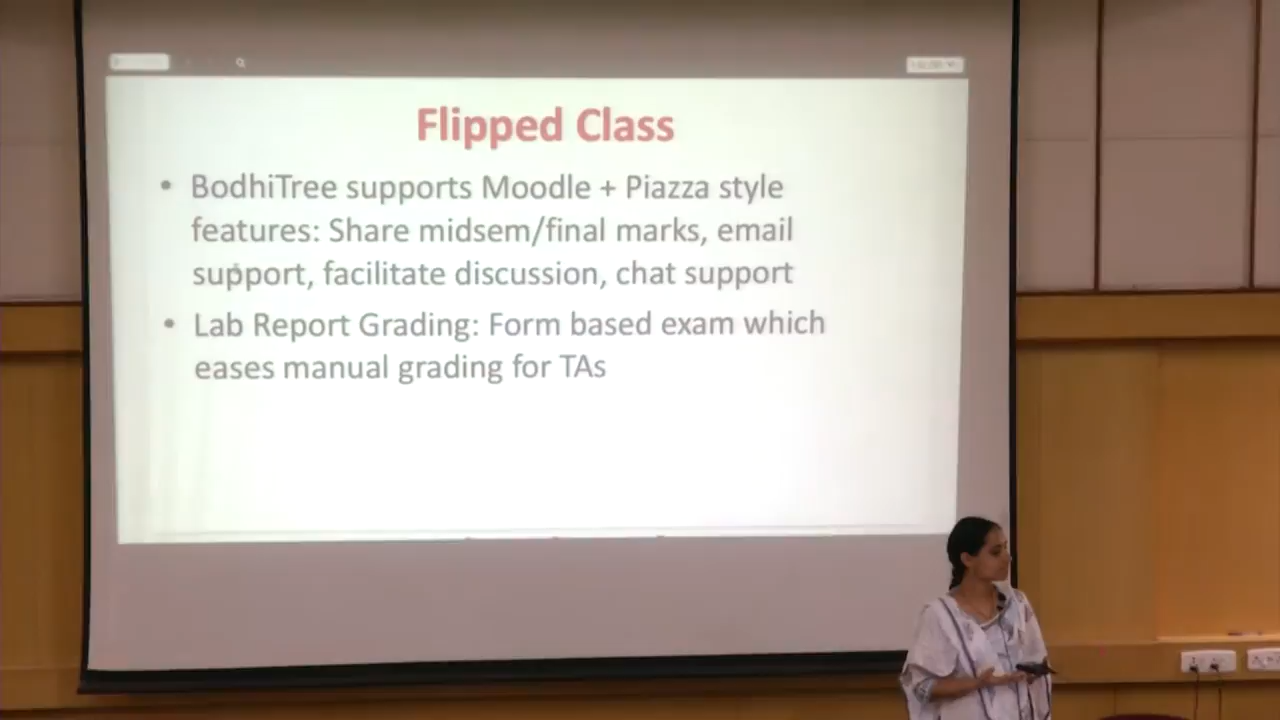 Flipped Class
• BodhiTree supports Moodle + Piazza style
features: Share midsem/final marks, email
support, facilitate discussion, chat support
• Lab Report Grading: Form based exam which
eases manual grading for TAs